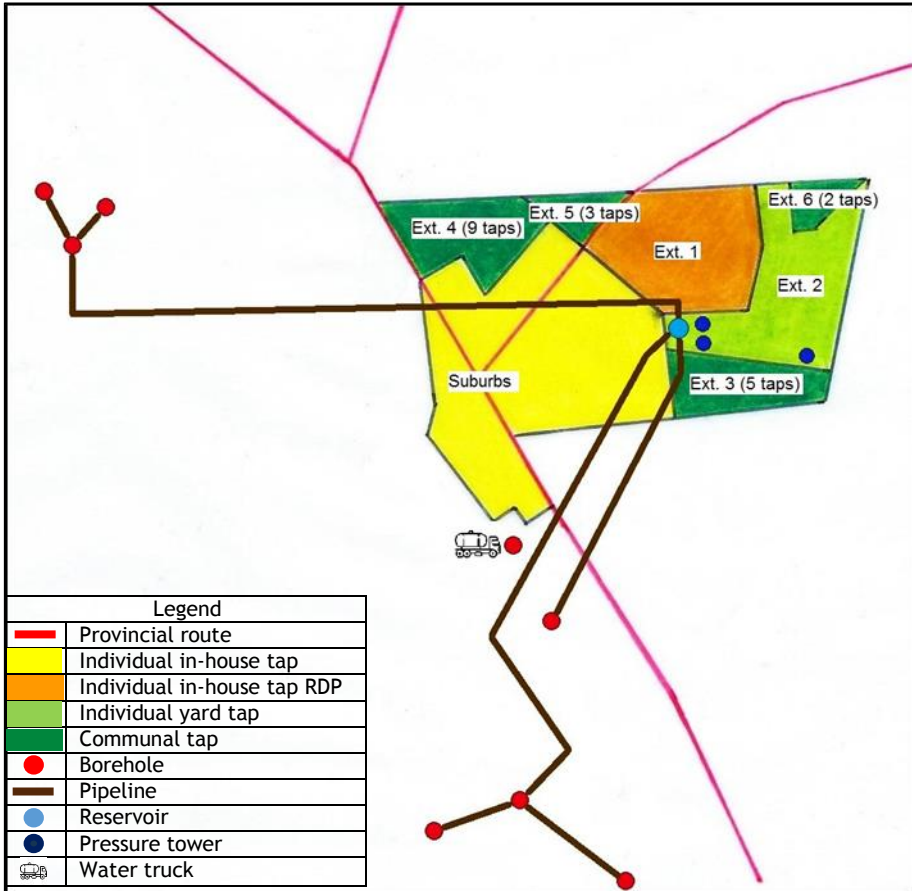 Ext. 6 (2 taps)
Ext. 5 (3 taps)
Ext. 4 (9 taps)
Ext. 1
Ext. 2
Suburbs
Ext. 3 (5 taps)
Legend
Provincial route
Individual in-house tap
Individual in-house tap RDP
Individual yard tap
Communal tap
Borehole
Pipeline
Reservoir
Pressure tower
Water truck